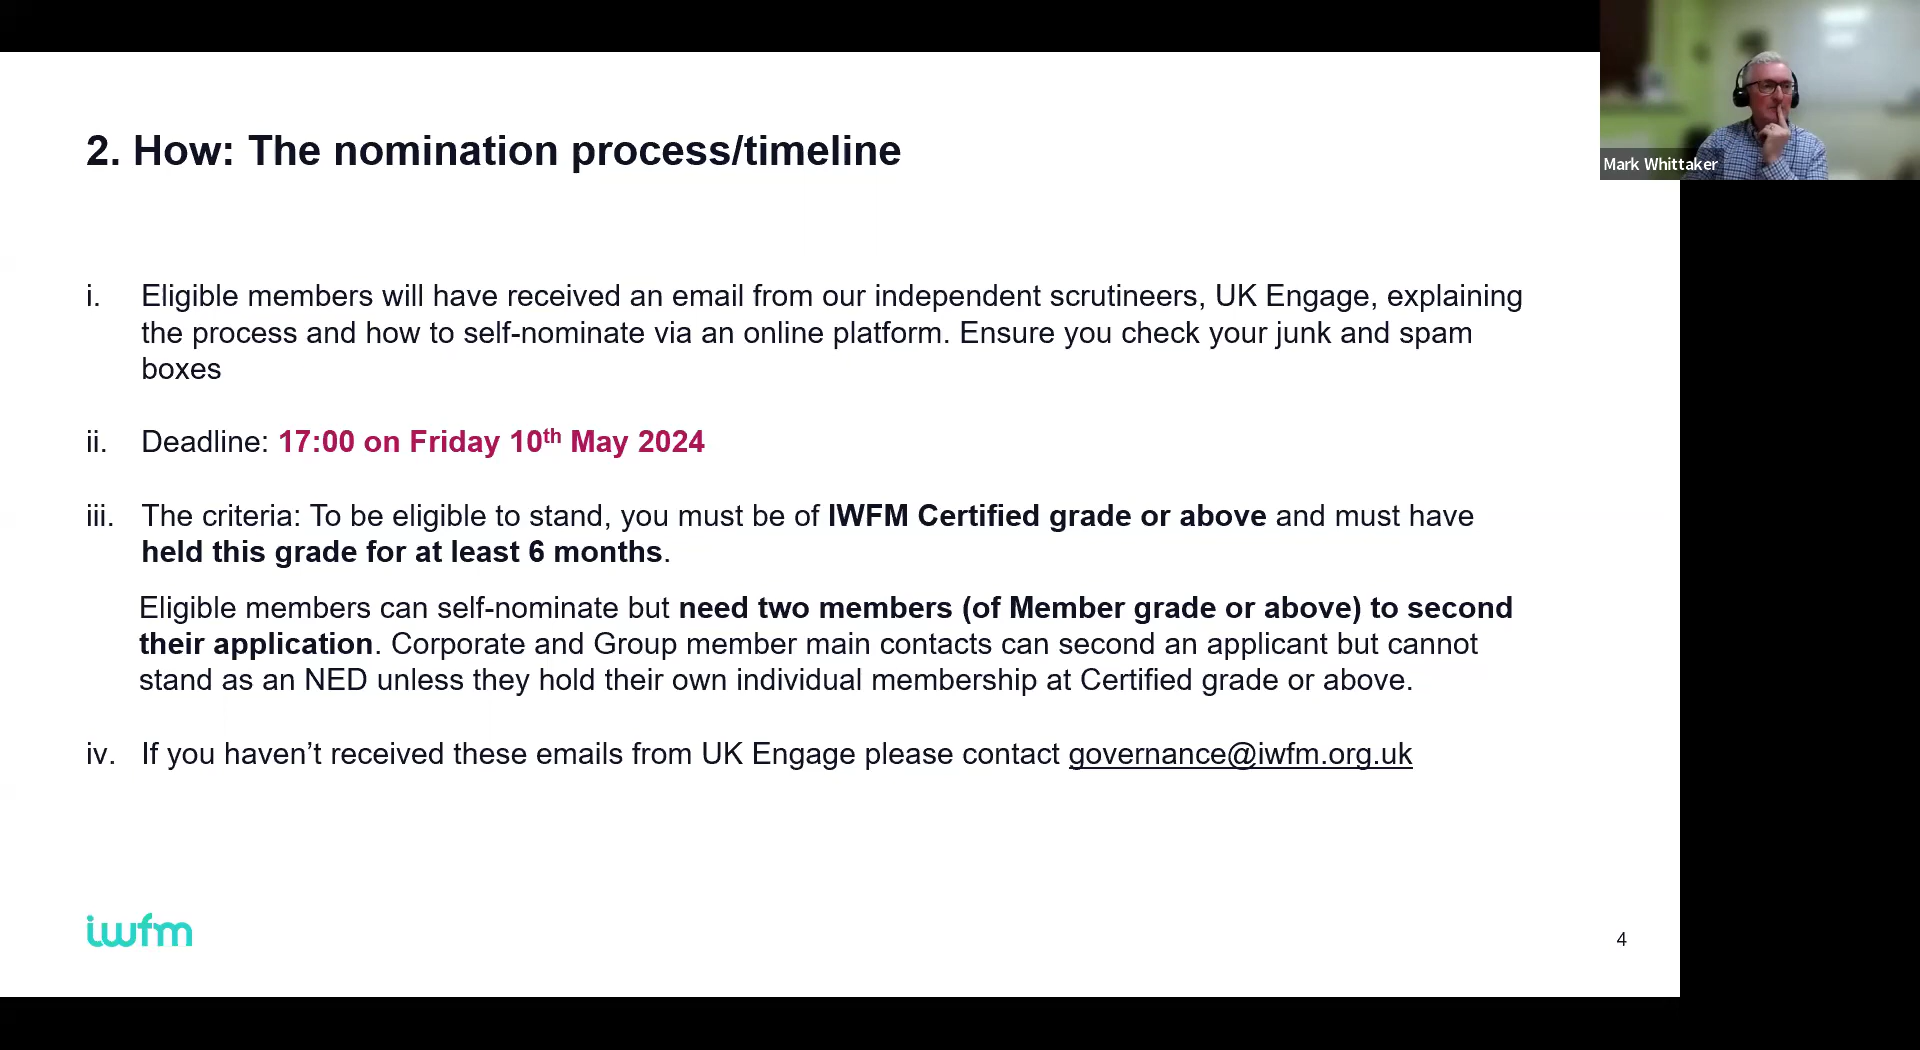 2. How: The nomination process/timeline
Mark Whittaker
i. Eligible members will have received an email from our independent scrutineers, UK Engage, explaining
the process and how to self-nominate via an online platform. Ensure you check your junk and spam
boxes
ii. Deadline: 17:00 on Friday 10th May 2024
iii. The criteria: To be eligible to stand, you must be of IWFM Certified grade or above and must have
held this grade for at least 6 months.
Eligible members can self-nominate but need two members (of Member grade or above) to second
their application. Corporate and Group member main contacts can second an applicant but cannot
stand as an NED unless they hold their own individual membership at Certified grade or above.
iv. If you haven’t received these emails from UK Engage please contact governance@iwfm.org.uk
iwfm
4